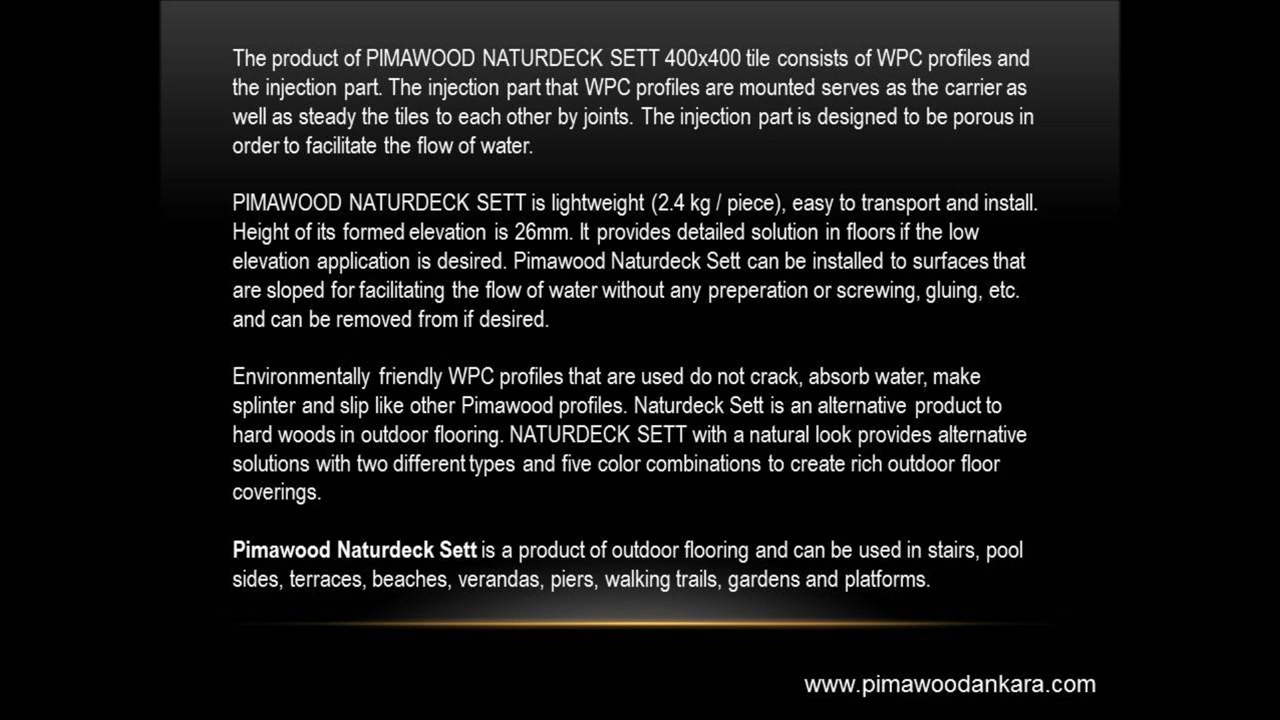 The product of PIMAWOOD NATURDECK SETT 400x400 tile consists of WPC profiles and
the injection part. The injection part that WPC profiles are mounted serves as the carrier as
well as steady the tiles to each other by joints. The injection part is designed to be porous in
order to facilitate the flow of water.
PIMAWOOD NATURDECK SETT is lightweight (2.4 kg / piece), easy to transport and install.
Height of its formed elevation is 26mm. It provides detailed solution in floors if the low
elevation application is desired. Pimawood Naturdeck Sett can be installed to surfaces that
are sloped for facilitating the flow of water without any preperation or screwing, gluing, etc.
and can be removed from if desired.
Environmentally friendly WPC profiles that are used do not crack, absorb water, make
splinter and slip like other Pimawood profiles. Naturdeck Sett is an alternative product to
hard woods in outdoor flooring. NATURDECK SETT with a natural look provides alternative
solutions with two different types and five color combinations to create rich outdoor floor
coverings.
Pimawood Naturdeck Sett is a product of outdoor flooring and can be used in stairs, pool
sides, terraces, beaches, verandas, piers, walking trails, gardens and platforms.
www.pimawoodankara.com